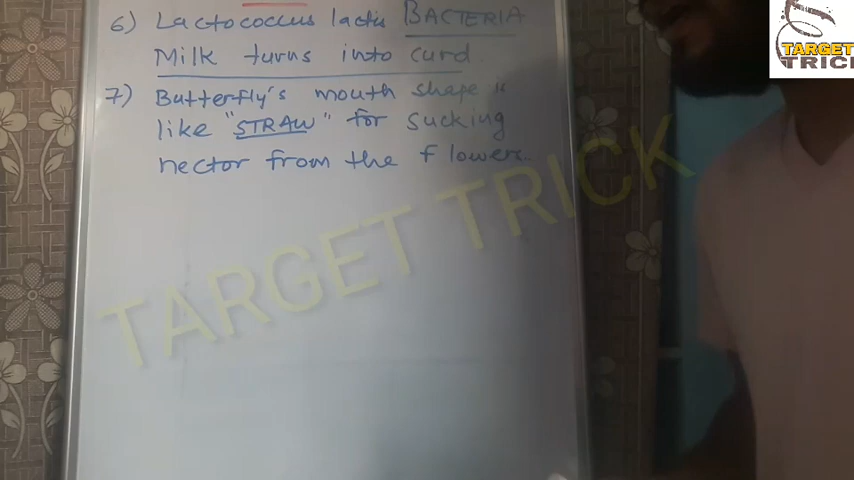 6) Lactococcus lactis BACTERIA
Milk turns into curd.
7) Butterfly's mouth shape is
like "STRAW" for sucking
nector from the flowers.
TARGET TRICK
TARGET
TRICK